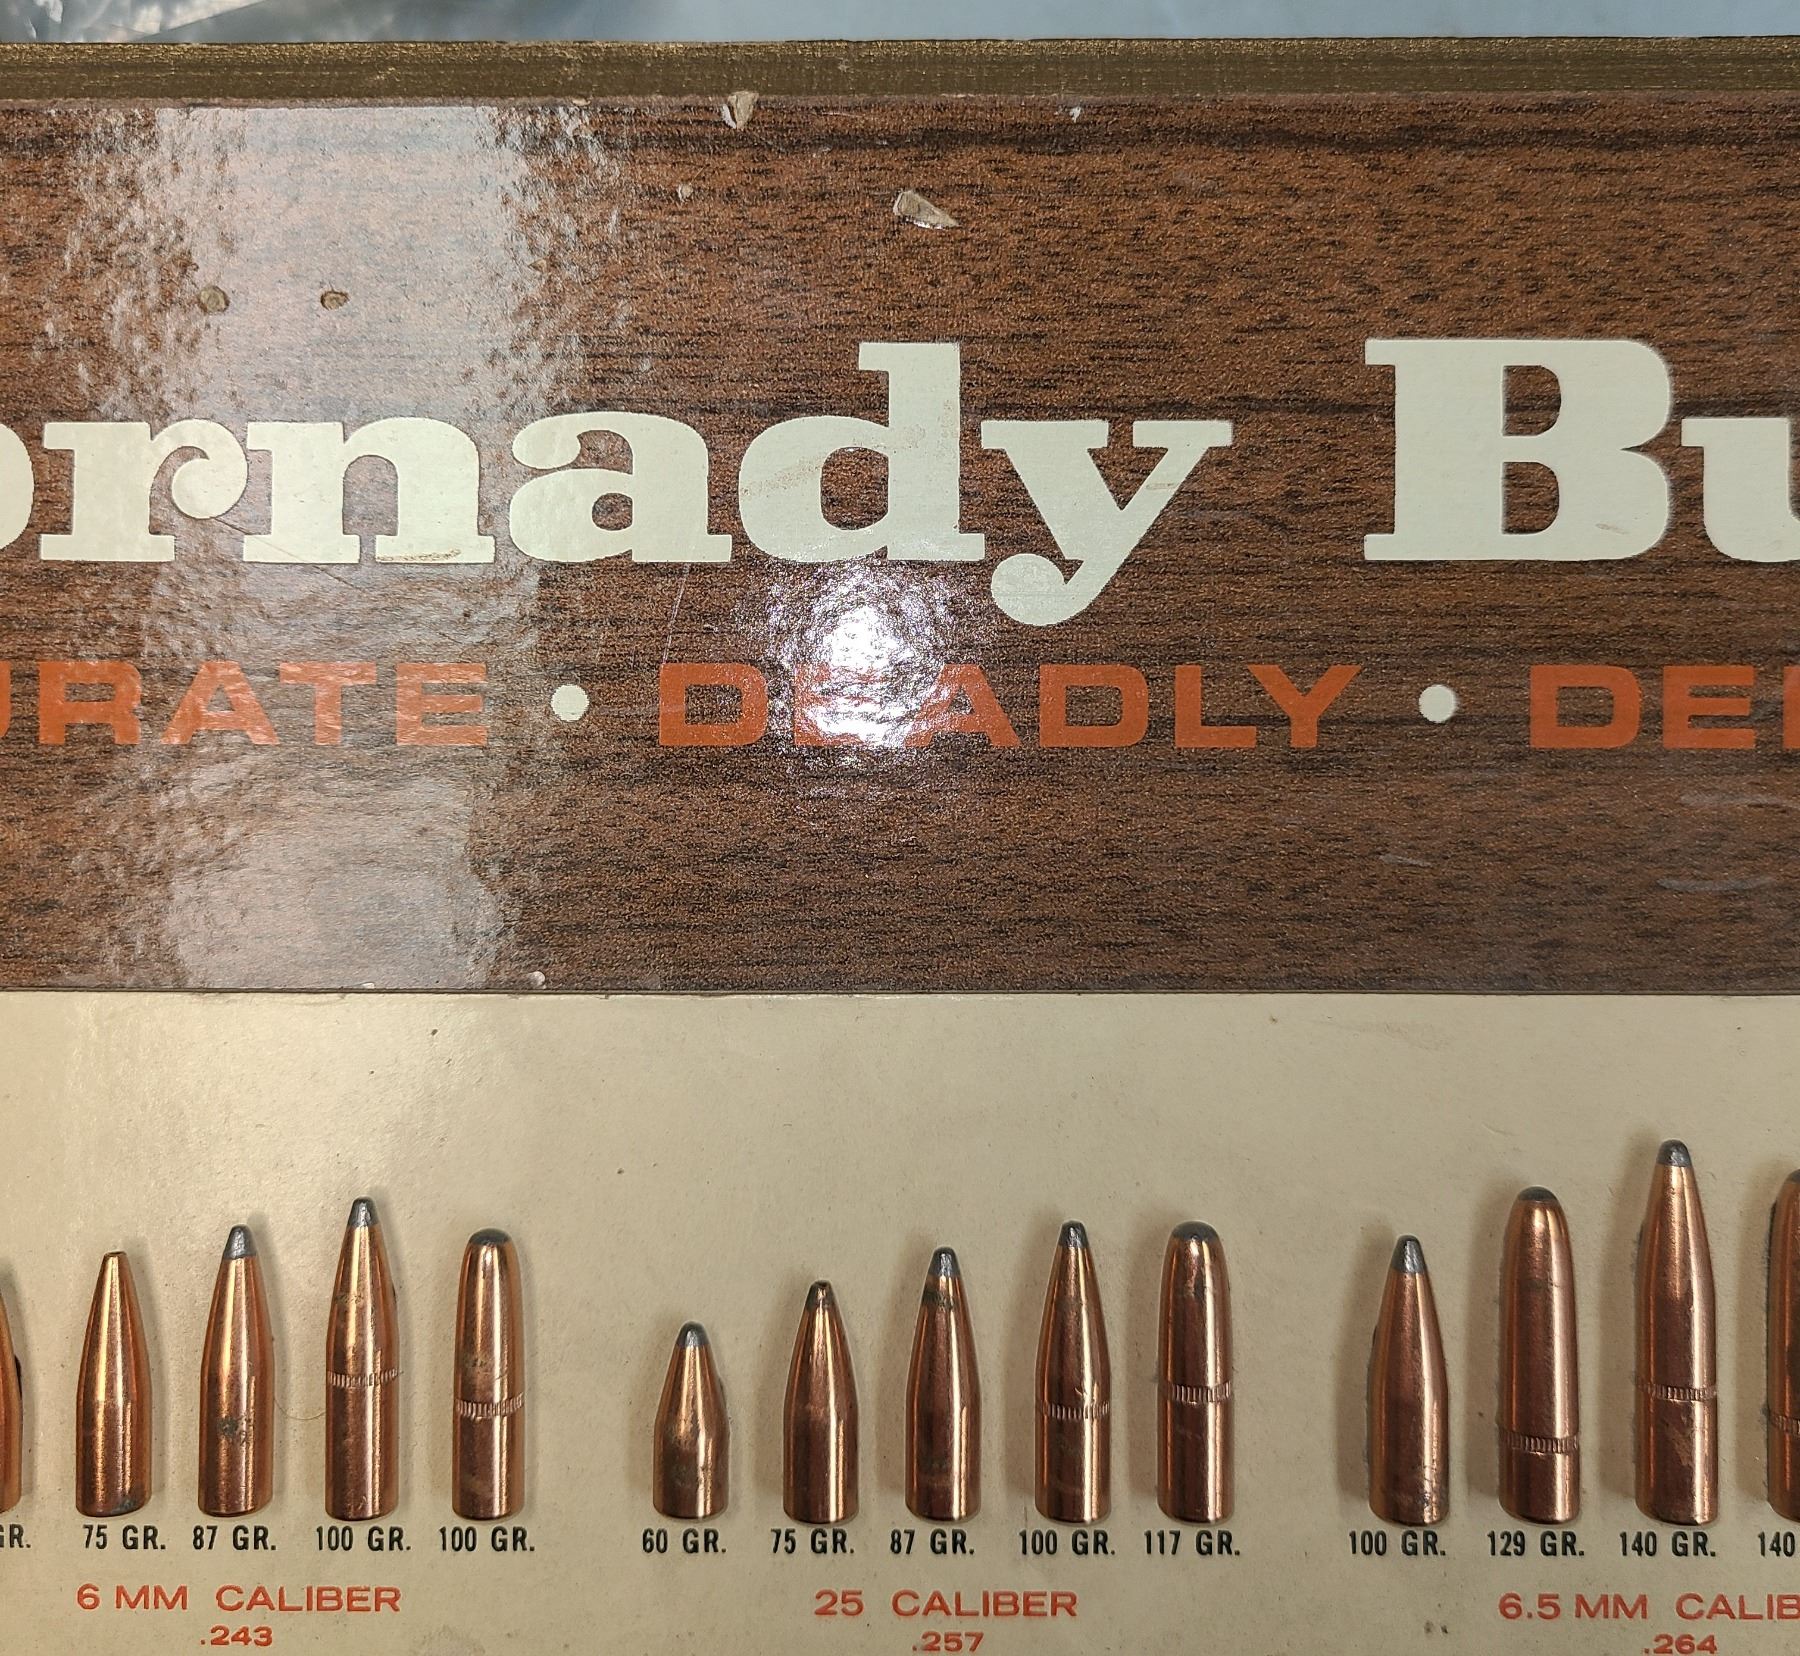 ornady Bu
URATE • DEADLY • DE
GR. 75 GR. 87 GR. 100 GR. 100 GR. 60 GR. 75 GR. 87 GR. 100 GR. 117 GR. 100 GR. 129 GR. 140 GR. 140
6 MM CALIBER 25 CALIBER 6.5 MM CALIB
.243 .257 .264